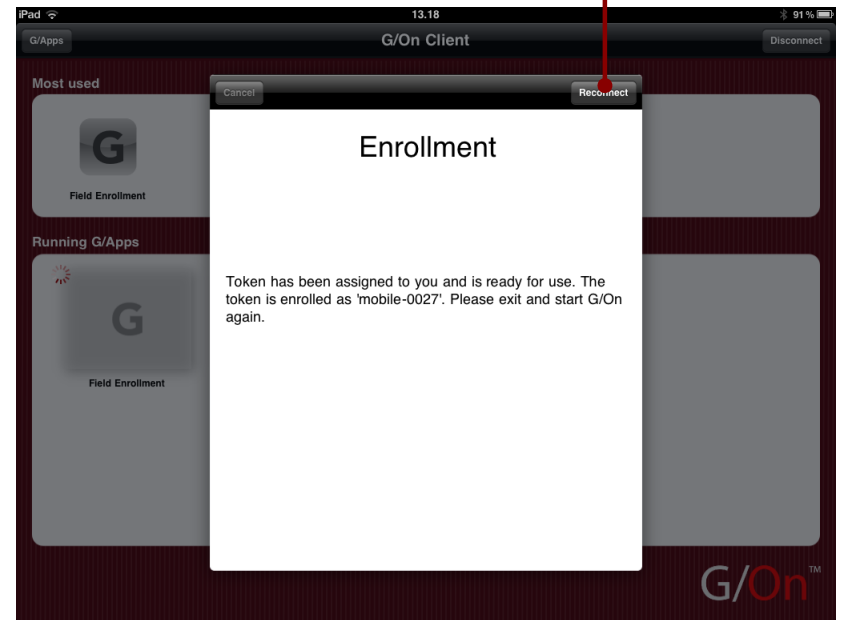 iPad 13.18 91 %
G/Apps G/On Client Disconnect
Most used
Cancel Reconnect
G
Enrollment
Field Enrollment
Running G/Apps
Token has been assigned to you and is ready for use. The
token is enrolled as 'mobile-0027'. Please exit and start G/On
again.
G
Field Enrollment
G/On™